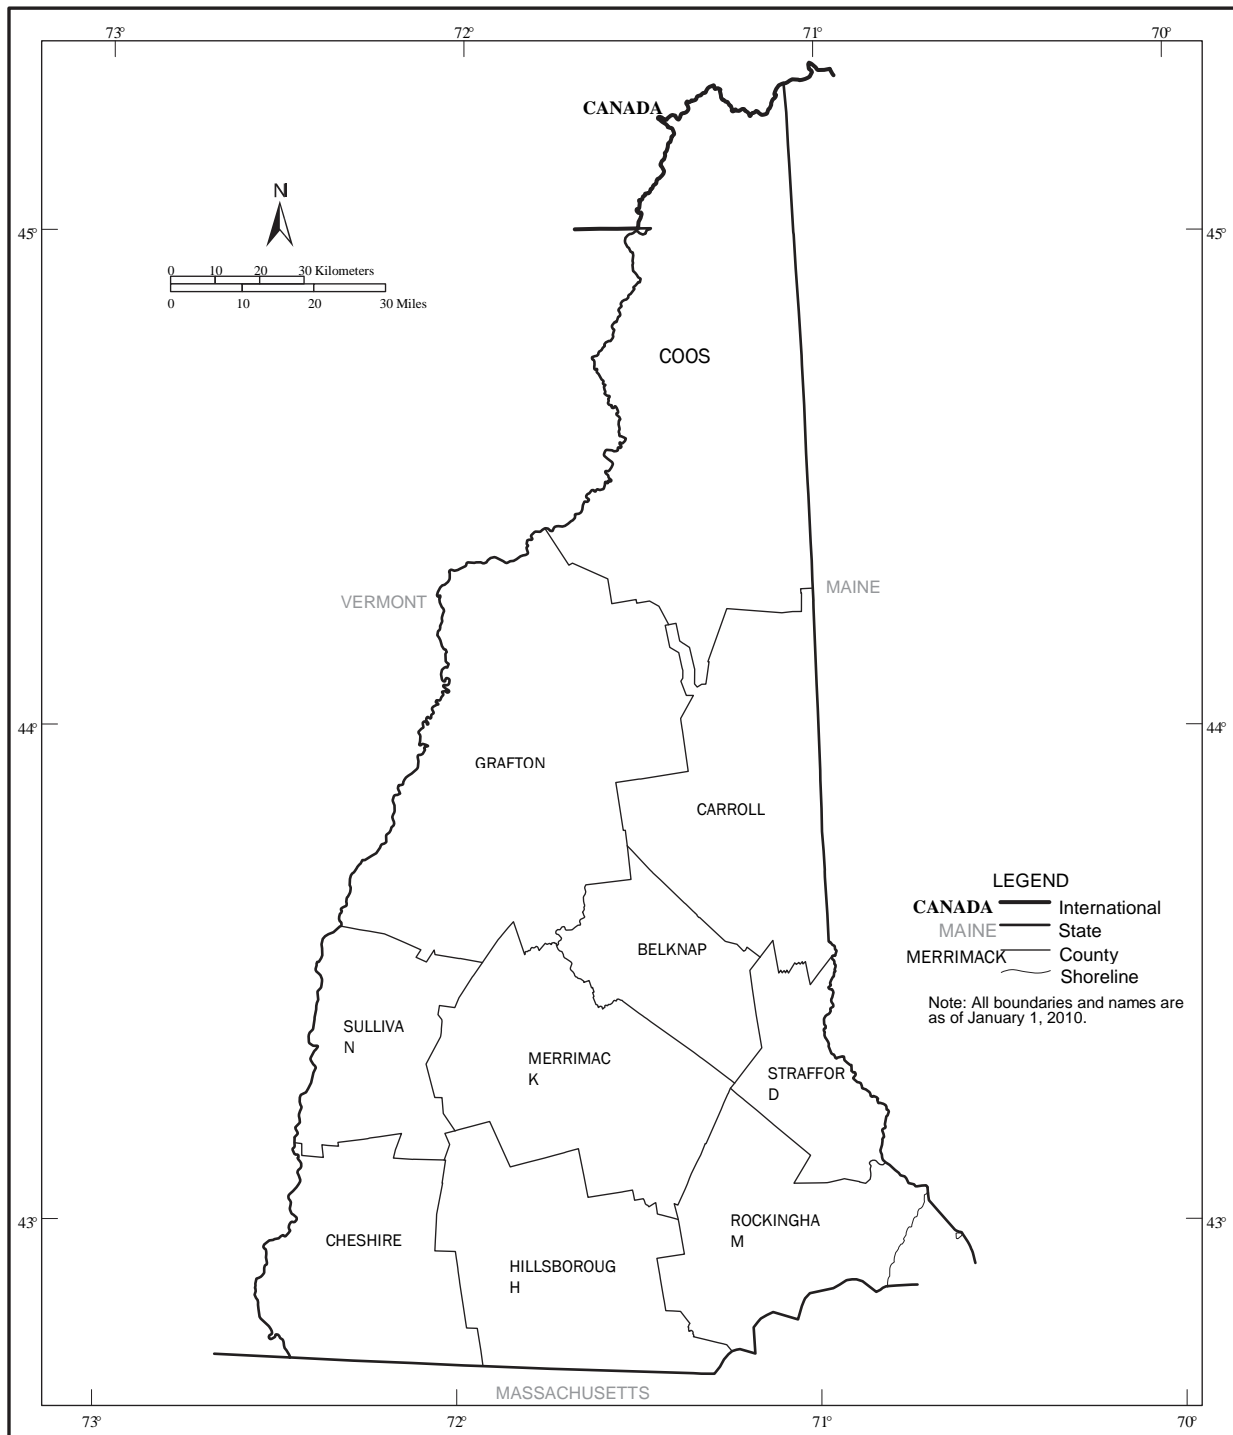 73° 72° 71° 70°
CANADA
N
45° 45°
0 10 20 30 Kilometers
0 10 20 30 Miles
COOS
VERMONT
MAINE
44° 44°
GRAFTON
CARROLL
LEGEND
CANADA International
MAINE State
MERRIMACK County
Shoreline
Note: All boundaries and names are
as of January 1, 2010.
BELKNAP
SULLIVA
N
MERRIMAC
K
STRAFFOR
D
43° 43°
ROCKINGHA
M
CHESHIRE
HILLSBOROUG
H
MASSACHUSETTS
73° 72° 71° 70°